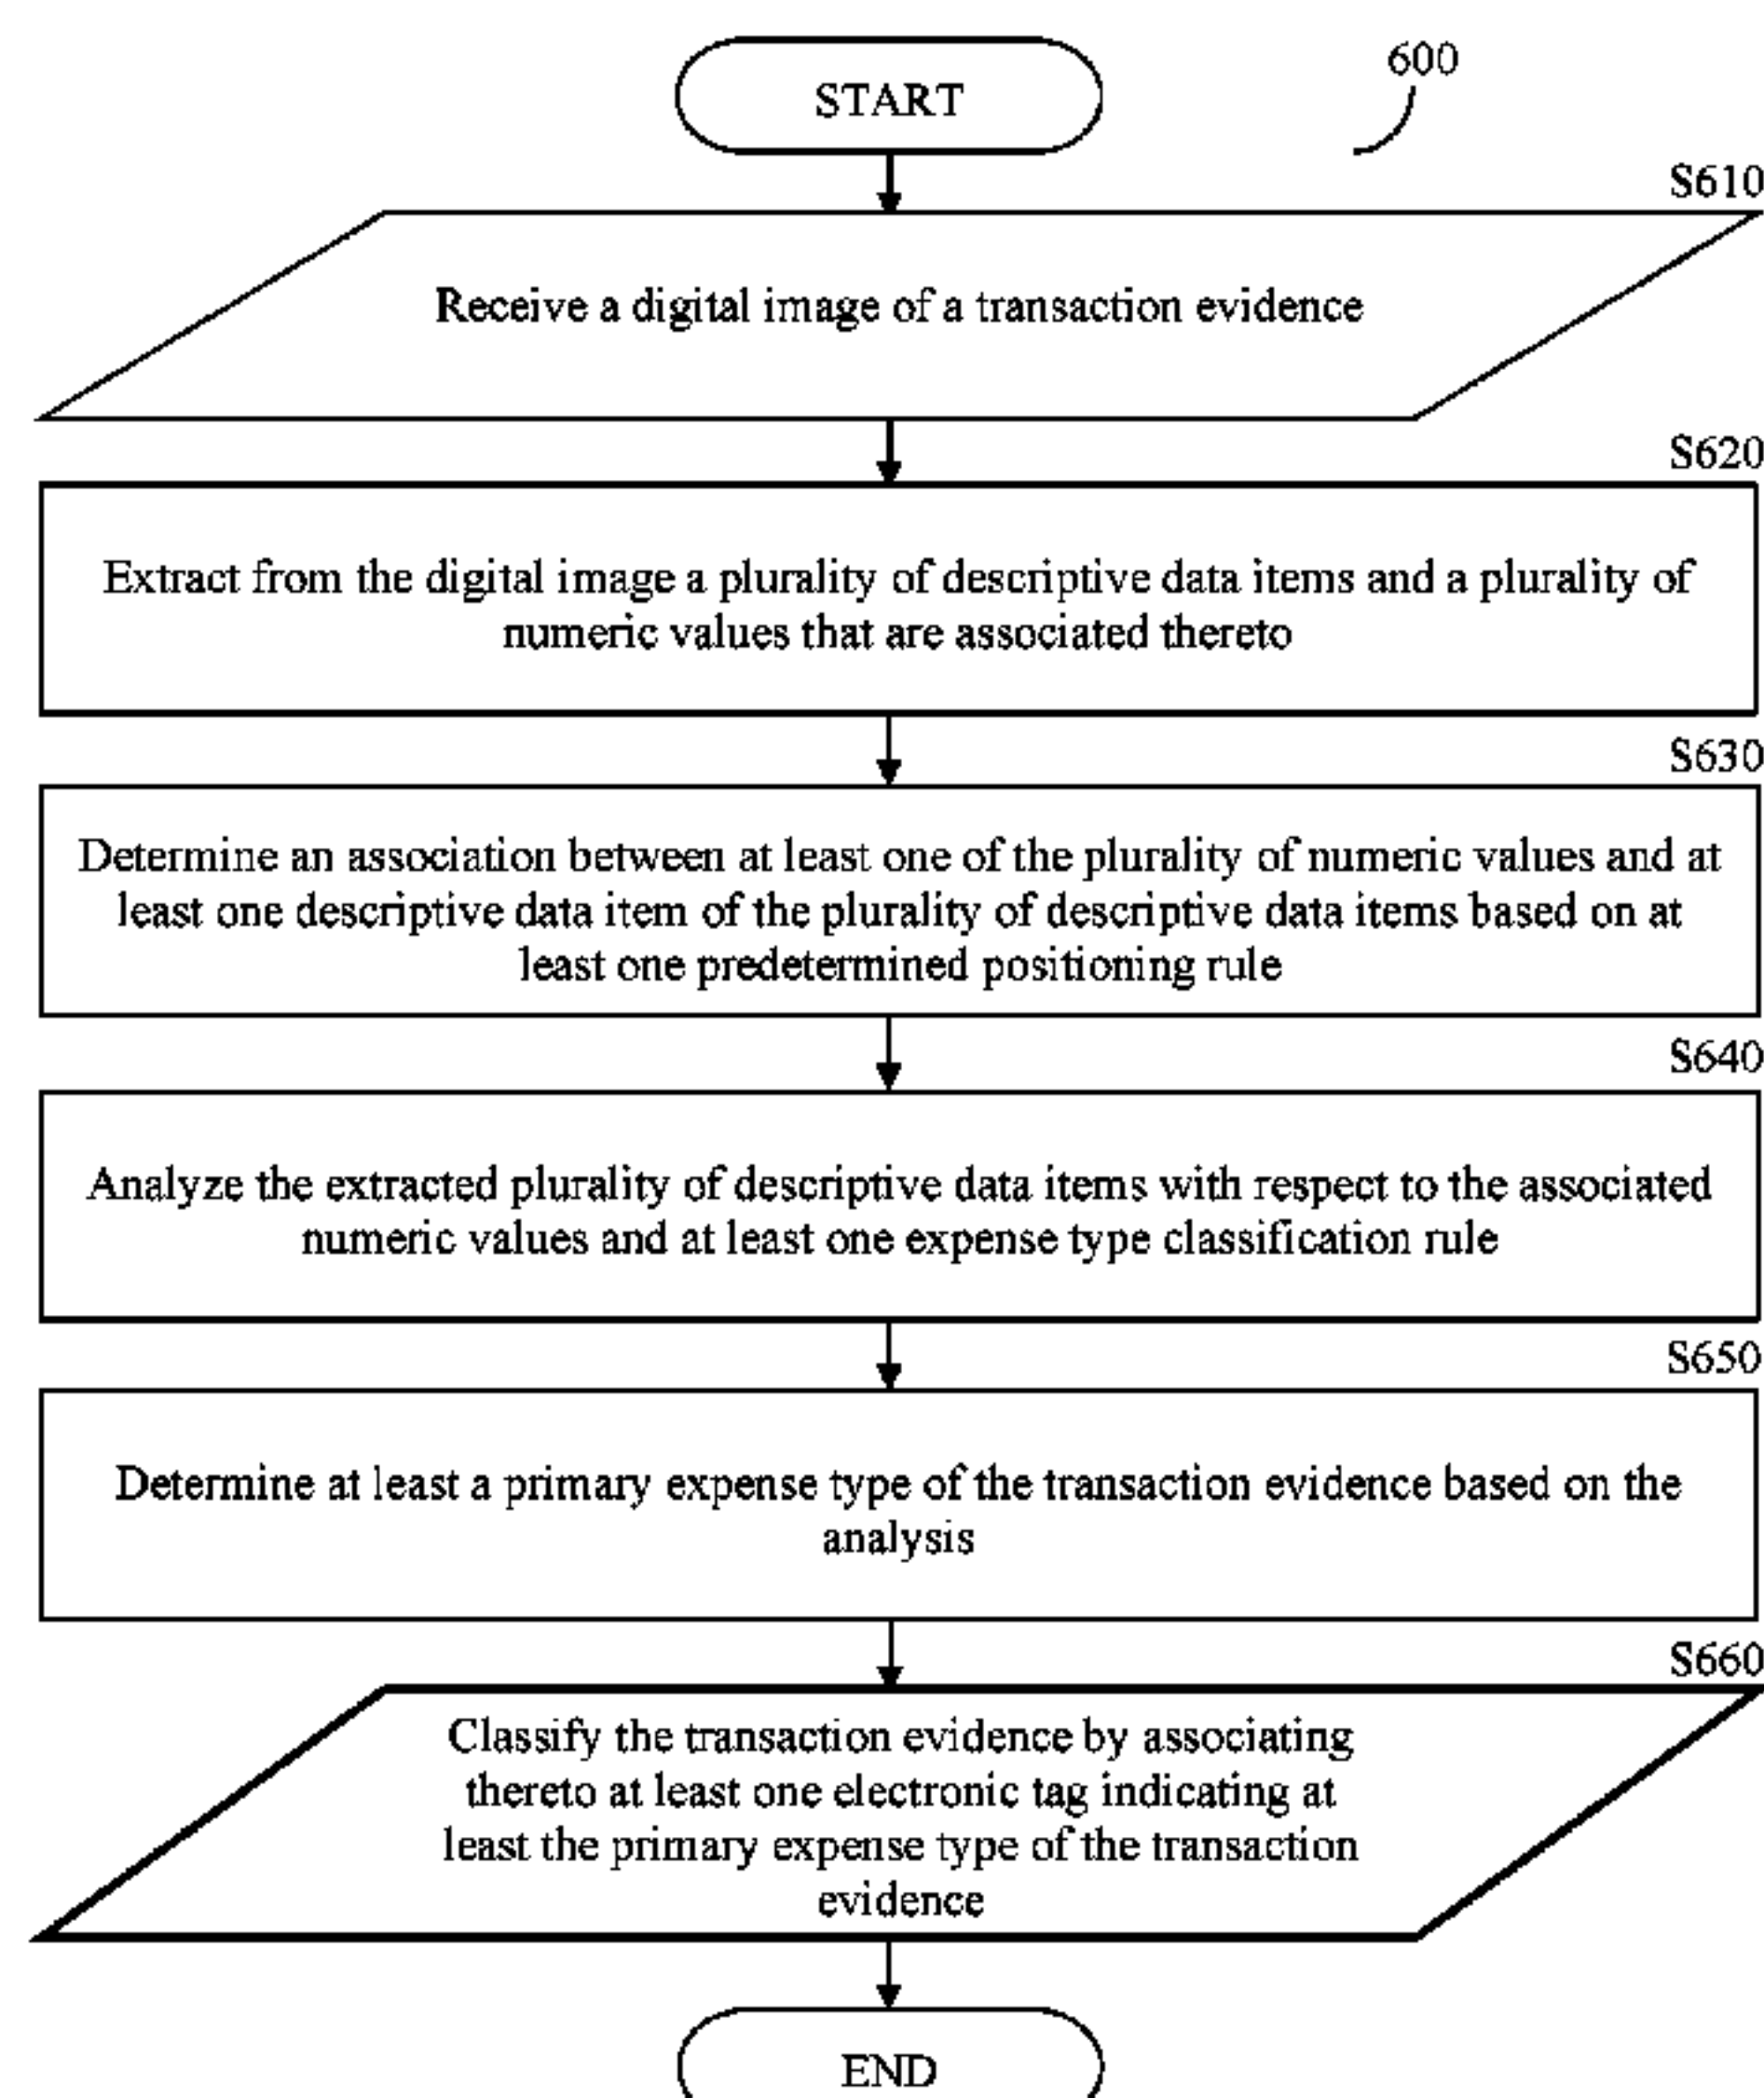 START
600
S610
Receive a digital image of a transaction evidence
S620
Extract from the digital image a plurality of descriptive data items and a plurality of
numeric values that are associated thereto
S630
Determine an association between at least one of the plurality of numeric values and at
least one descriptive data item of the plurality of descriptive data items based on at
least one predetermined positioning rule
S640
Analyze the extracted plurality of descriptive data items with respect to the associated
numeric values and at least one expense type classification rule
S650
Determine at least a primary expense type of the transaction evidence based on the
analysis
S660
Classify the transaction evidence by associating
thereto at least one electronic tag indicating at
least the primary expense type of the transaction
evidence
END